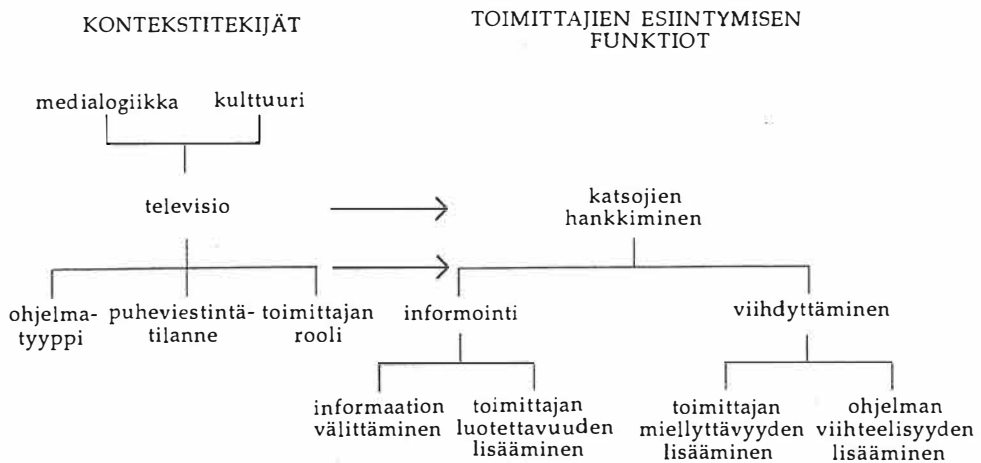 KONTEKSTITEKIJÄT
TOIMITTAJIEN ESIINTYMISEN
FUNKTIOT
medialogiikka
kulttuuri
televisio
katsojien
hankkiminen
ohjelma-
tyyppi
puheviestintä-
tilanne
toimittajan
rooli
informointi
viihdyttäminen
informaation
välittäminen
toimittajan
luotettavuuden
lisääminen
toimittajan
miellyttävyyden
lisääminen
ohjelman
viihteelisyyden
lisääminen